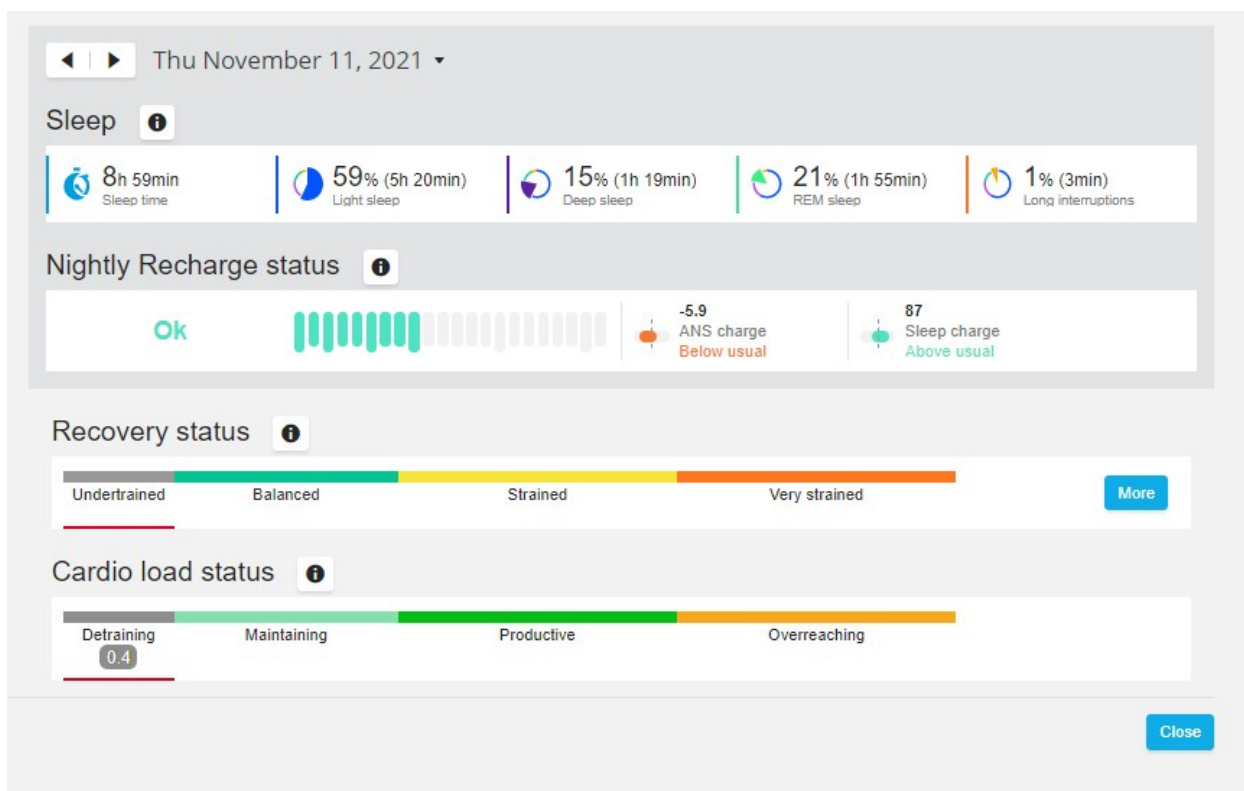 Thu November 11, 2021
Sleep
8h 59min
Sleep time
59% (5h 20min)
Light sleep
15% (1h 19min)
Deep sleep
21% (1h 55min)
REM sleep
1% (3min)
Long interruptions
Nightly Recharge status
Ok
-5.9
ANS charge
Below usual
87
Sleep charge
Above usual
Recovery status
Undertrained Balanced Strained Very strained
More
Cardio load status
Detraining Maintaining Productive Overreaching
0.4
Close